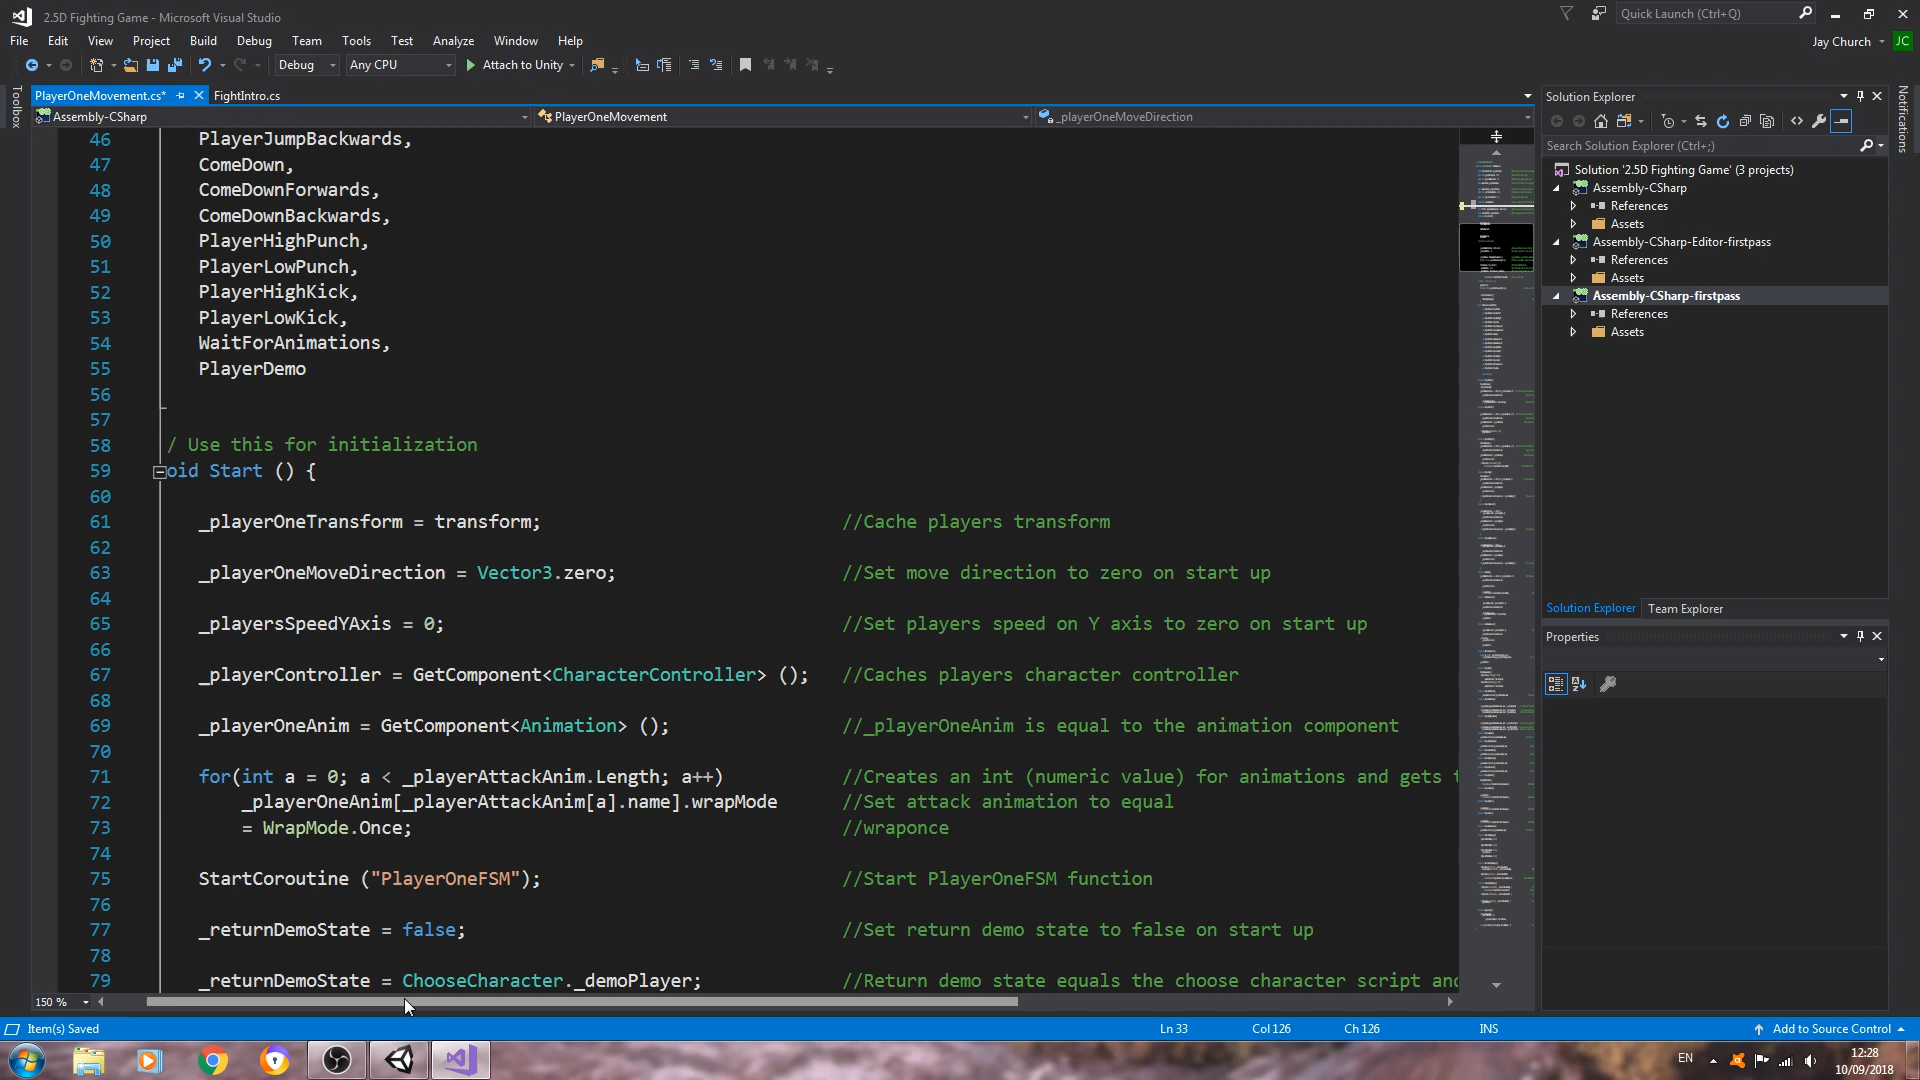 2.5D Fighting Game - Microsoft Visual Studio
Quick Launch (Ctrl+Q)
File Edit View Project Build Debug Team Tools Test Analyze Window Help
Jay Church
JC
Debug Any CPU Attach to Unity
Toolbox
PlayerOneMovement.cs*
FightIntro.cs
Assembly-CSharp
PlayerOneMovement
_playerOneMoveDirection
46 PlayerJumpBackwards,
47 ComeDown,
48 ComeDownForwards,
49 ComeDownBackwards,
50 PlayerHighPunch,
51 PlayerLowPunch,
52 PlayerHighKick,
53 PlayerLowKick,
54 WaitForAnimations,
55 PlayerDemo
56
57
58 / Use this for initialization
59 oid Start () {
60
61 _playerOneTransform = transform; //Cache players transform
62
63 _playerOneMoveDirection = Vector3.zero; //Set move direction to zero on start up
64
65 _playersSpeedYAxis = 0; //Set players speed on Y axis to zero on start up
66
67 _playerController = GetComponent<CharacterController> (); //Caches players character controller
68
69 _playerOneAnim = GetComponent<Animation> (); //_playerOneAnim is equal to the animation component
70
71 for(int a = 0; a < _playerAttackAnim.Length; a++) //Creates an int (numeric value) for animations and gets
72 _playerOneAnim[_playerAttackAnim[a].name].wrapMode //Set attack animation to equal
73 = WrapMode.Once; //wraponce
74
75 StartCoroutine ("PlayerOneFSM"); //Start PlayerOneFSM function
76
77 _returnDemoState = false; //Set return demo state to false on start up
78
79 _returnDemoState = ChooseCharacter._demoPlayer; //Return demo state equals the choose character script and
150 %
Solution Explorer
Search Solution Explorer (Ctrl+;)
Solution '2.5D Fighting Game' (3 projects)
Assembly-CSharp
References
Assets
Assembly-CSharp-Editor-firstpass
References
Assets
Assembly-CSharp-firstpass
References
Assets
Solution Explorer Team Explorer
Properties
Notifications
Item(s) Saved
Ln 33 Col 126 Ch 126 INS
Add to Source Control
EN
12:28
10/09/2018